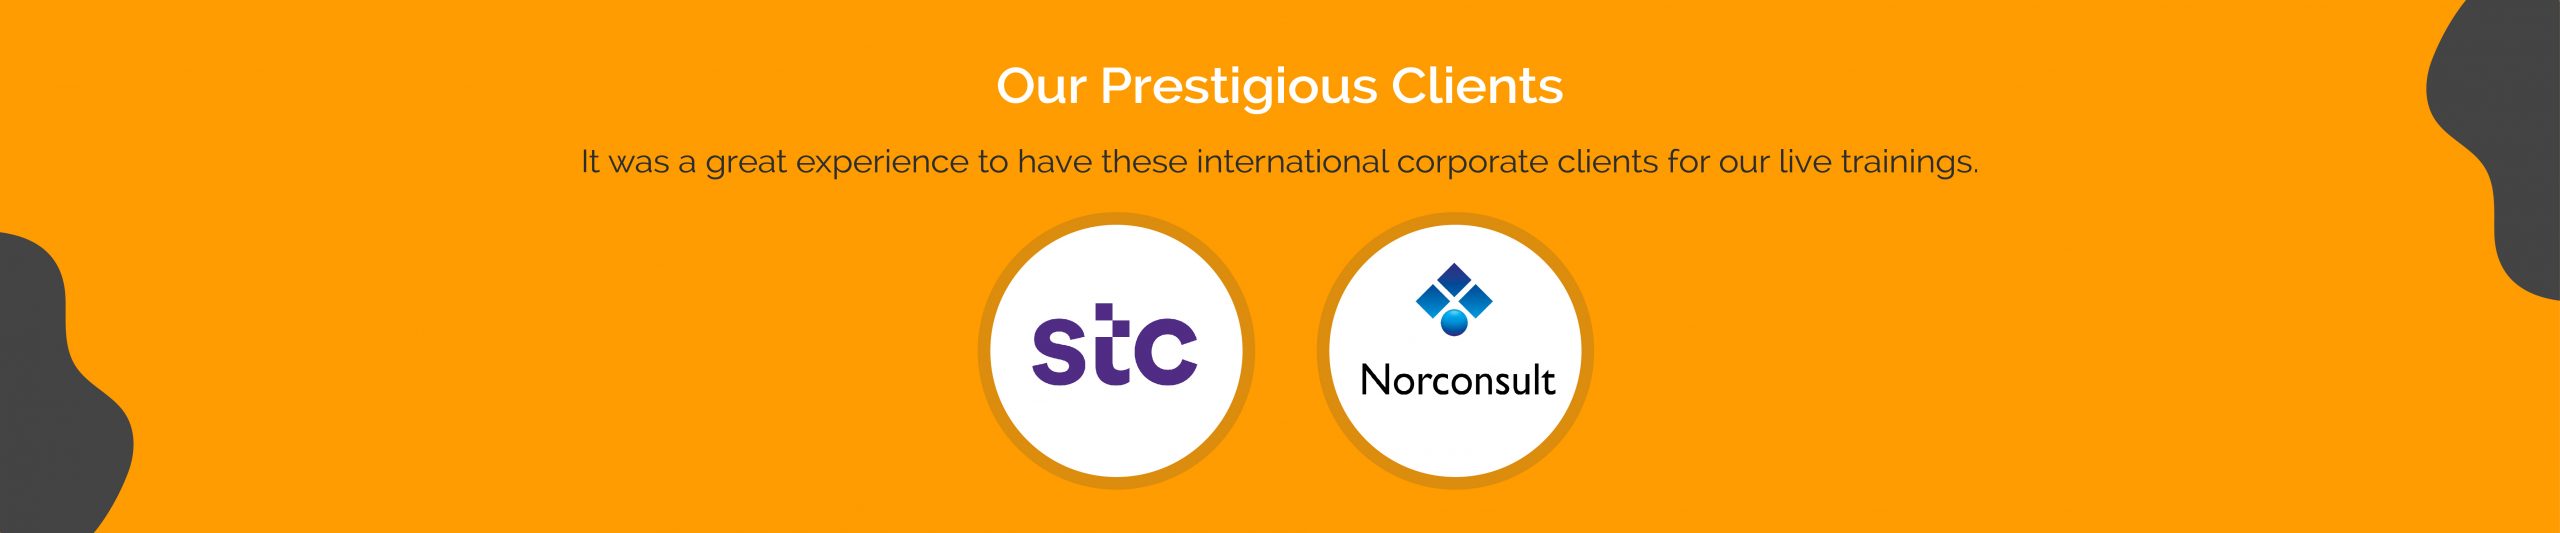 Our Prestigious Clients
It was a great experience to have these international corporate clients for our live trainings.
stc
Norconsult